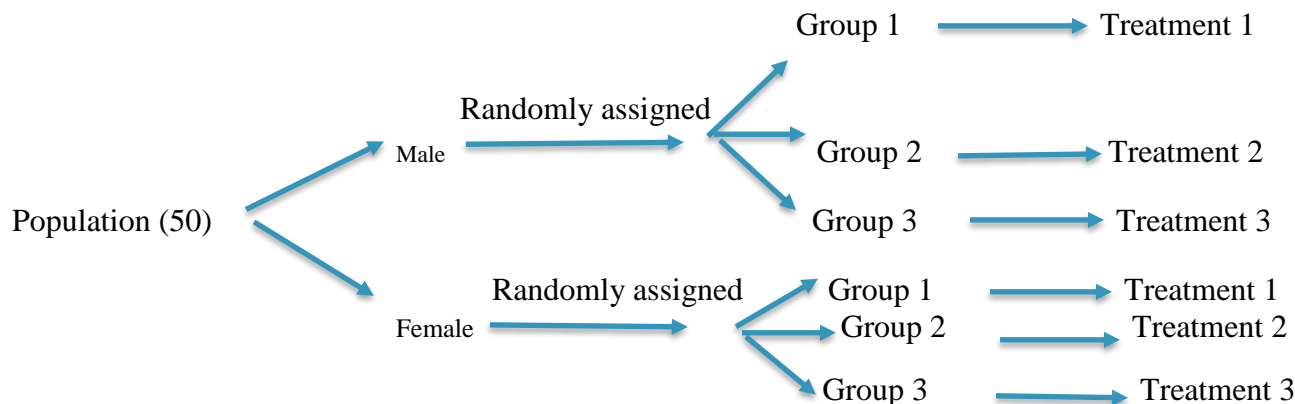 Group 1 Treatment 1
Randomly assigned
Male
Group 2 Treatment 2
Population (50)
Group 3 Treatment 3
Randomly assigned
Group 1 Treatment 1
Female
Group 2 Treatment 2
Group 3 Treatment 3